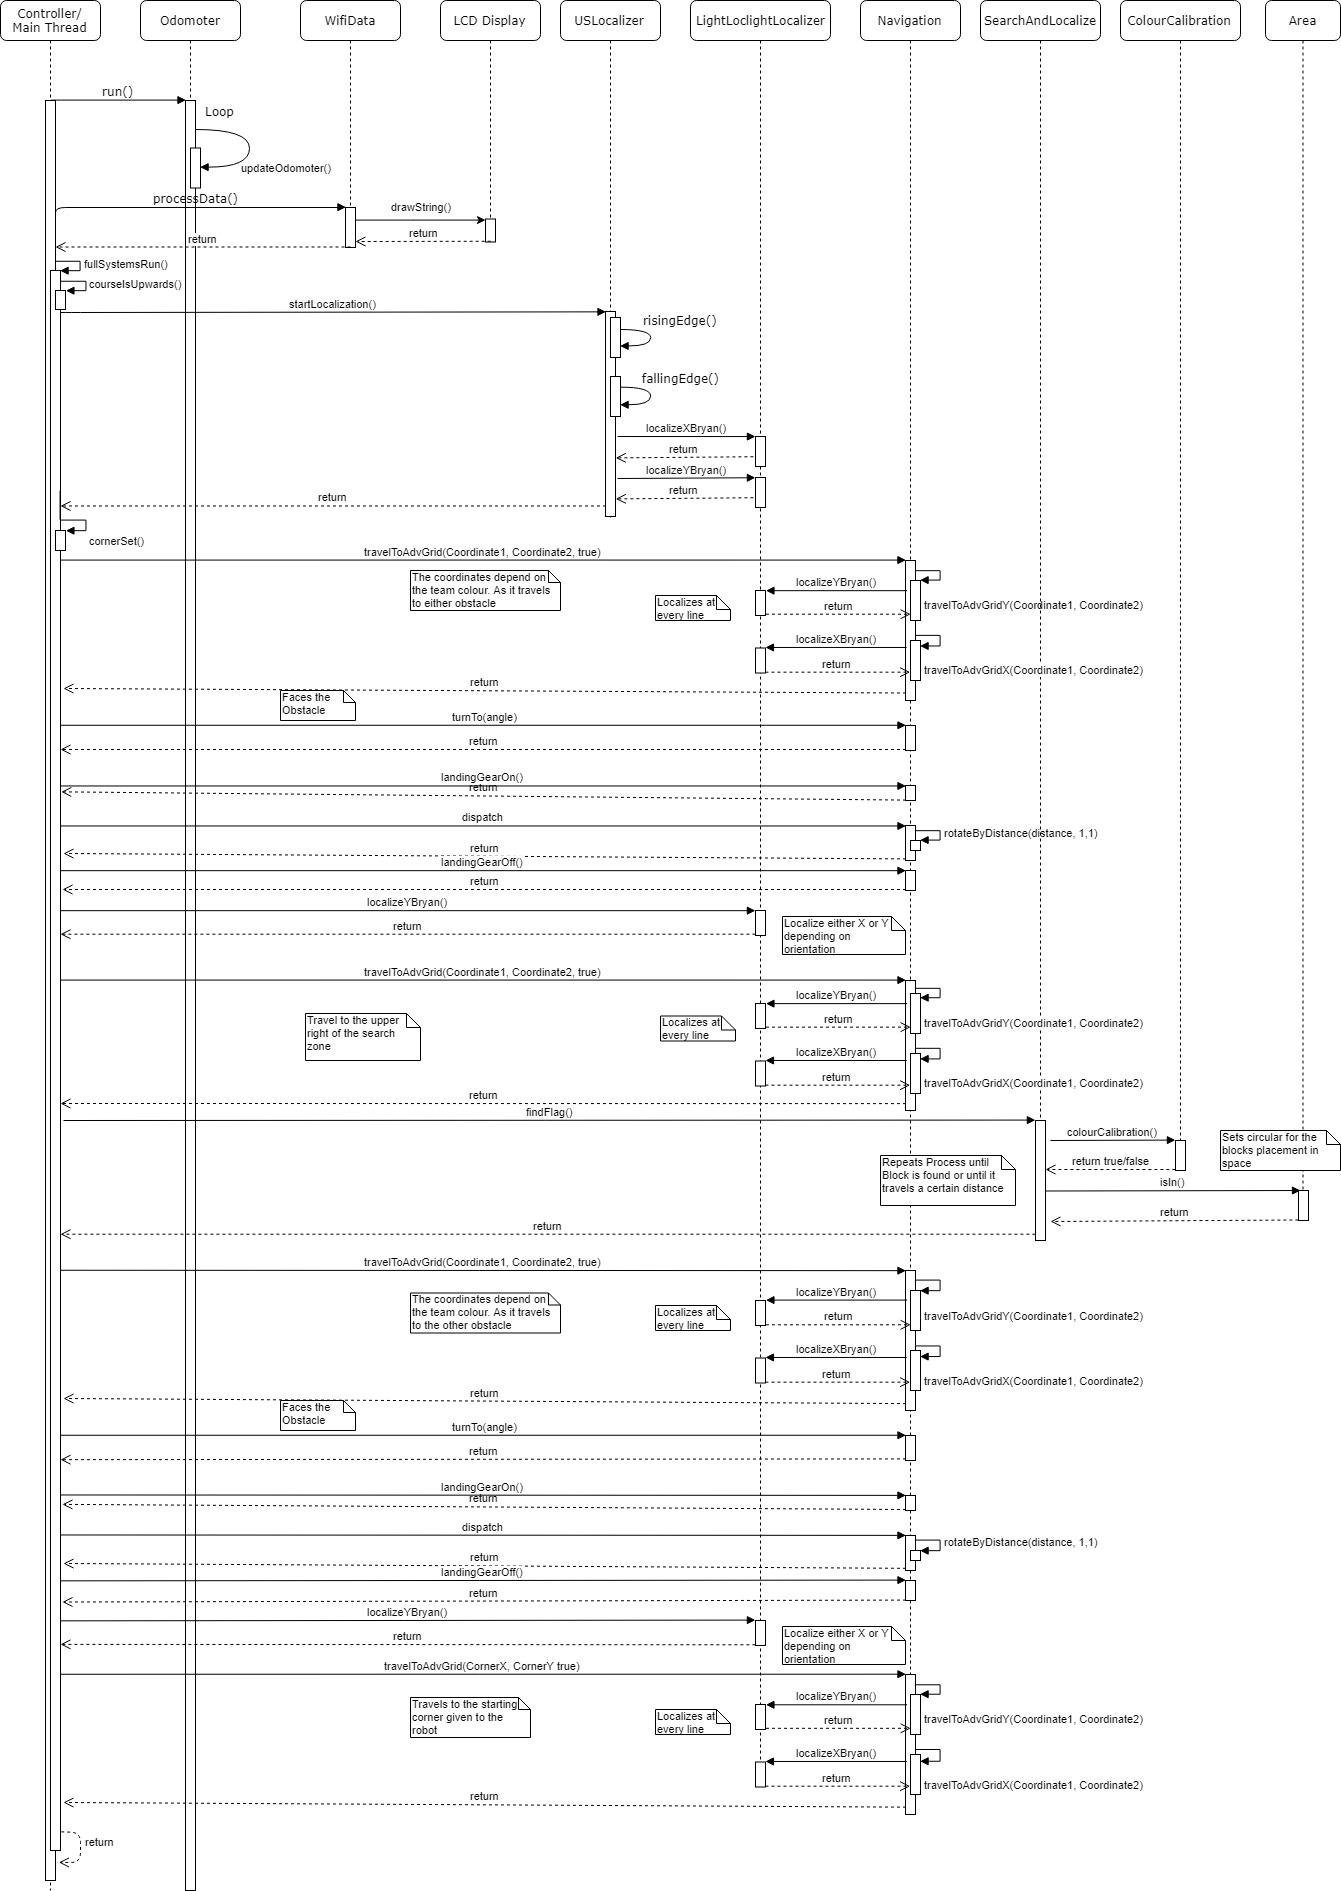 Controller/
Main Thread
Odomoter
WifiData
LCD Display
USLocalizer
LightLoclightLocalizer
Navigation
SearchAndLocalize
ColourCalibration
Area
run()
Loop
updateOdomoter()
processData()
drawString()
return
return
fullSystemsRun()
courseIsUpwards()
startLocalization()
risingEdge()
fallingEdge()
localizeXBryan()
return
localizeYBryan()
return
return
cornerSet()
travelToAdvGrid(Coordinate1, Coordinate2, true)
The coordinates depend on
the team colour. As it travels
to either obstacle
Localizes at
every line
localizeYBryan()
return
travelToAdvGridY(Coordinate1, Coordinate2)
localizeXBryan()
return
travelToAdvGridX(Coordinate1, Coordinate2)
return
Faces the
Obstacle
turnTo(angle)
return
landingGearOn()
return
dispatch
rotateByDistance(distance, 1,1)
return
landingGearOff()
return
localizeYBryan()
return
Localize either X or Y
depending on
orientation
travelToAdvGrid(Coordinate1, Coordinate2, true)
Travel to the upper
right of the search
zone
Localizes at
every line
localizeYBryan()
return
travelToAdvGridY(Coordinate1, Coordinate2)
localizeXBryan()
return
travelToAdvGridX(Coordinate1, Coordinate2)
return
findFlag()
colourCalibration()
return true/false
Sets circular for the
blocks placement in
space
Repeats Process until
Block is found or until it
travels a certain distance
isIn()
return
return
travelToAdvGrid(Coordinate1, Coordinate2, true)
The coordinates depend on
the team colour. As it travels
to the other obstacle
Localizes at
every line
localizeYBryan()
return
travelToAdvGridY(Coordinate1, Coordinate2)
localizeXBryan()
return
travelToAdvGridX(Coordinate1, Coordinate2)
return
Faces the
Obstacle
turnTo(angle)
return
landingGearOn()
return
dispatch
rotateByDistance(distance, 1,1)
return
landingGearOff()
return
localizeYBryan()
return
Localize either X or Y
depending on
orientation
travelToAdvGrid(CornerX, CornerY true)
Travels to the starting
corner given to the
robot
Localizes at
every line
localizeYBryan()
return
travelToAdvGridY(Coordinate1, Coordinate2)
localizeXBryan()
return
travelToAdvGridX(Coordinate1, Coordinate2)
return
return